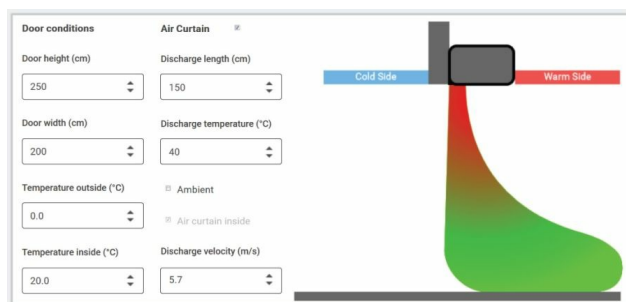 Door conditions
Air Curtain
Door height (cm)
Discharge length (cm)
250
150
Door width (cm)
Discharge temperature (°C)
200
40
Temperature outside (°C)
Ambient
0.0
Air curtain inside
Temperature inside (°C)
Discharge velocity (m/s)
20.0
5.7
Cold Side
Warm Side